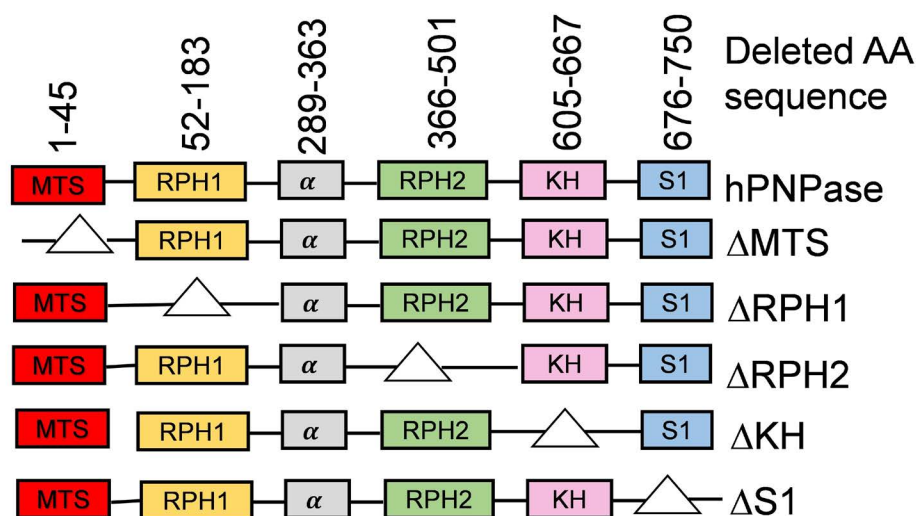 1-45 52-183 289-363 366-501 605-667 676-750 Deleted AA
sequence
MTS RPH1 α RPH2 KH S1 hPNPase
RPH1 α RPH2 KH S1 ΔMTS
MTS α RPH2 KH S1 ΔRPH1
MTS RPH1 α KH S1 ΔRPH2
MTS RPH1 α RPH2 S1 ΔKH
MTS RPH1 α RPH2 KH ΔS1